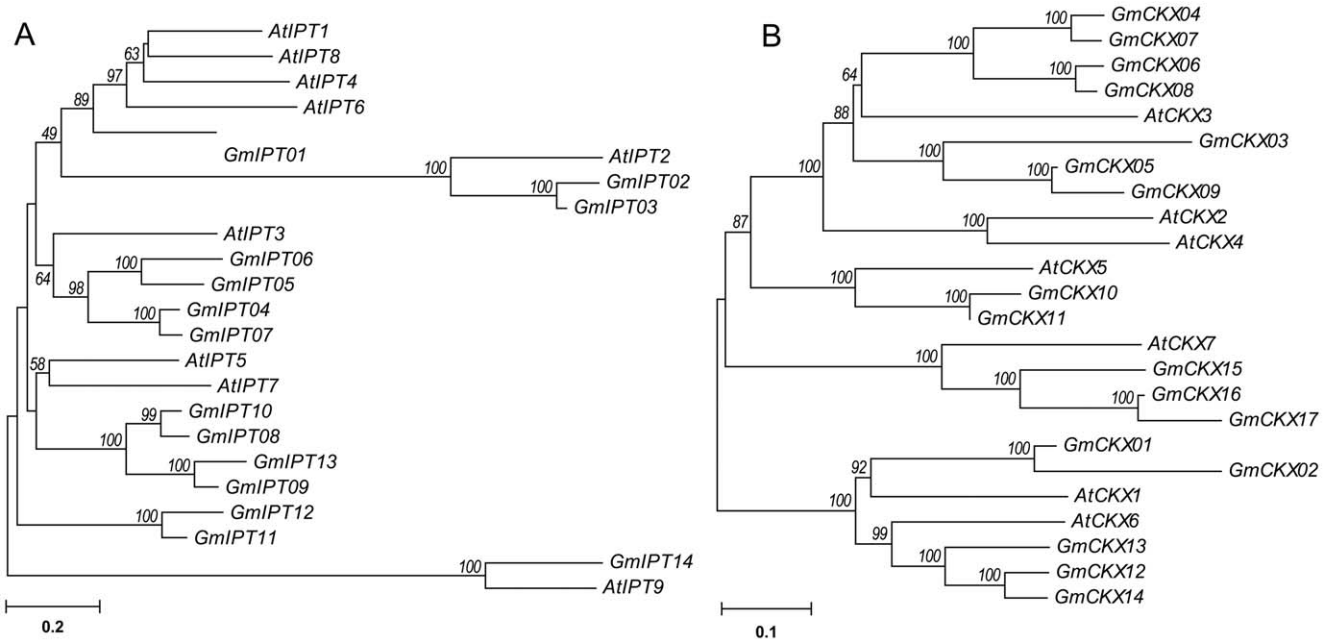 A
AtIPT1
AtIPT8
63
AtIPT4
97
AtIPT6
89
GmIPT01
49
AtIPT2
100
GmIPT02
100
GmIPT03
AtIPT3
64
GmIPT06
100
GmIPT05
98
GmIPT04
100
GmIPT07
58
AtIPT5
AtIPT7
GmIPT10
99
GmIPT08
100
GmIPT13
100
GmIPT09
GmIPT12
100
GmIPT11
GmIPT14
100
AtIPT9
0.2
B
GmCKX04
100
GmCKX07
100
GmCKX06
100
GmCKX08
64
AtCKX3
88
GmCKX03
100
GmCKX05
100
GmCKX09
100
AtCKX2
100
AtCKX4
87
AtCKX5
100
GmCKX10
100
GmCKX11
AtCKX7
100
GmCKX15
100
GmCKX16
100
GmCKX17
GmCKX01
100
GmCKX02
92
AtCKX1
100
AtCKX6
99
GmCKX13
100
GmCKX12
100
GmCKX14
0.1